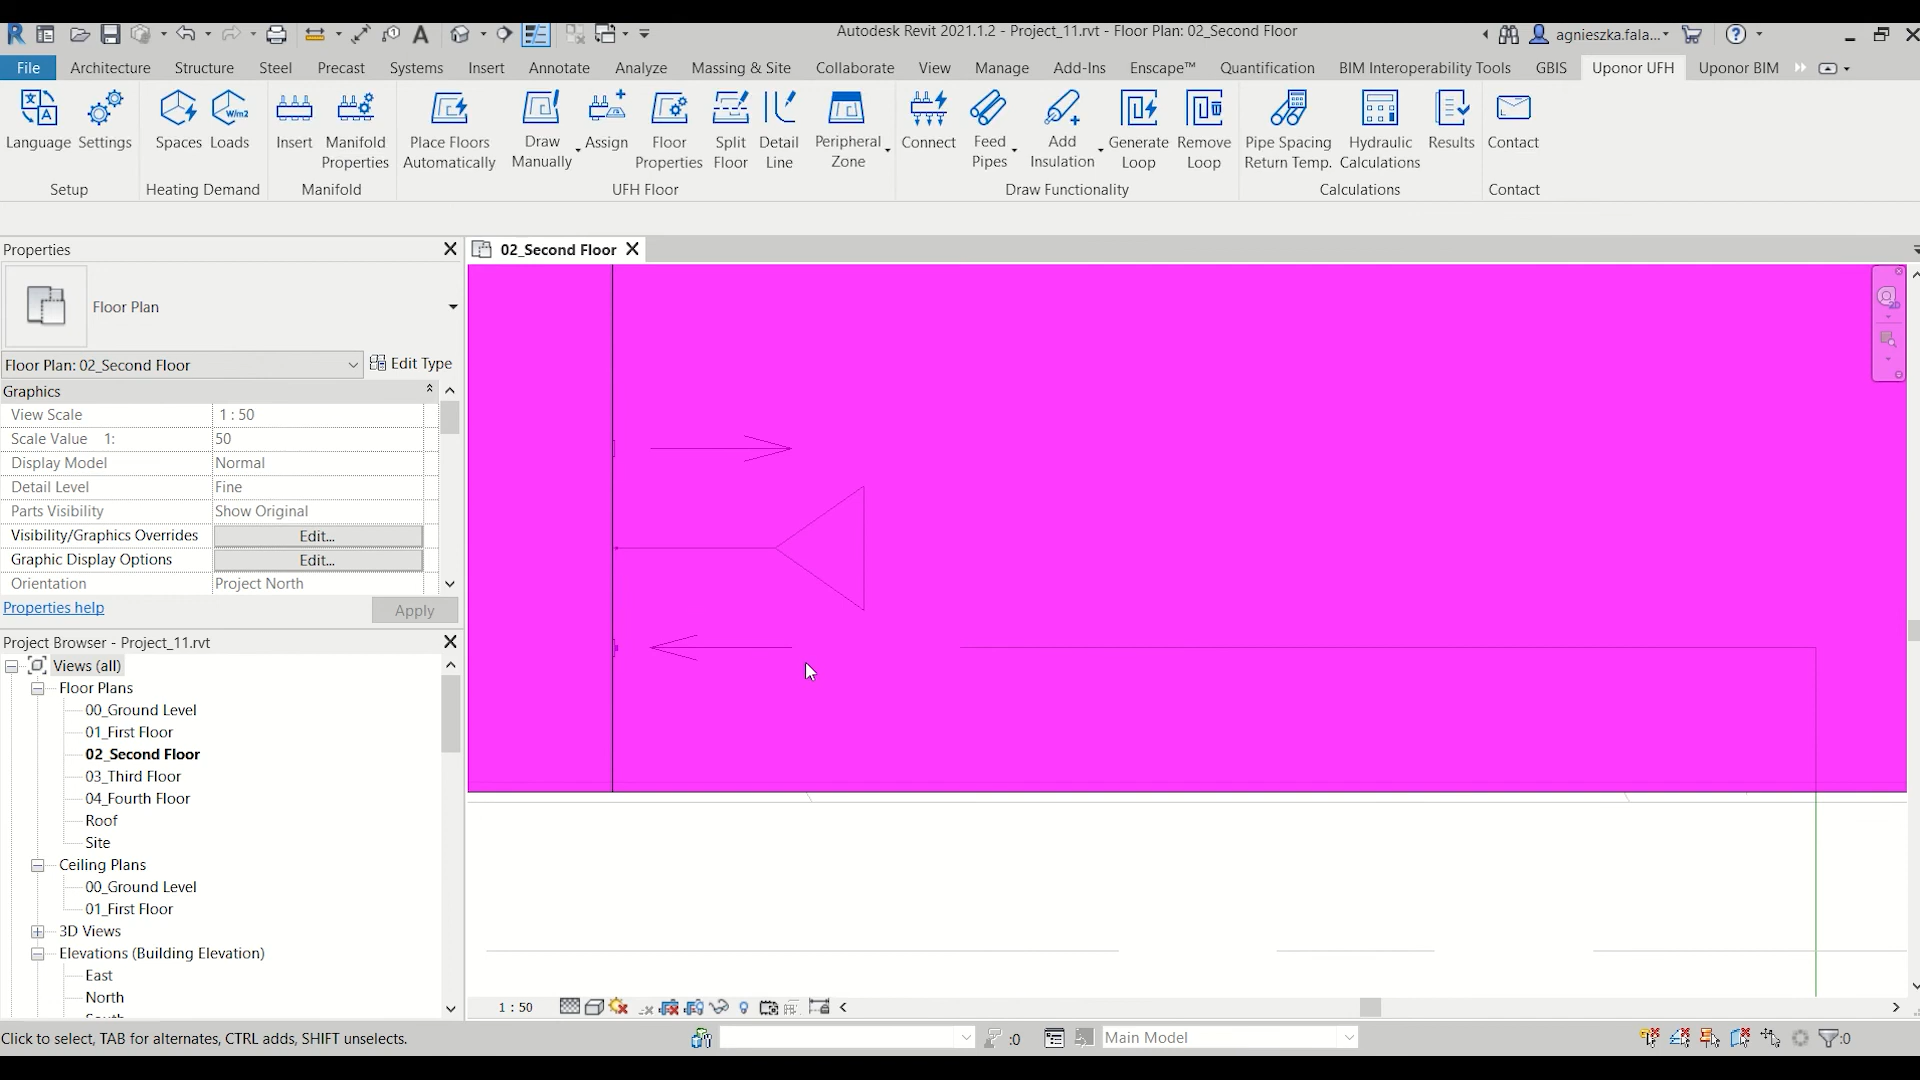 Autodesk Revit 2021.1.2 - Project_11.rvt - Floor Plan: 02_Second Floor
agnieszka.fala...
File Architecture Structure Steel Precast Systems Insert Annotate Analyze Massing & Site Collaborate View Manage Add-Ins Enscape™ Quantification BIM Interoperability Tools GBIS Uponor UFH Uponor BIM
Language Settings Spaces Loads Insert Manifold Properties Place Floors Automatically Draw Manually Assign Floor Properties Split Floor Detail Line Peripheral Zone Connect Feed Pipes Add Insulation Generate Loop Remove Loop Pipe Spacing Return Temp. Hydraulic Calculations Results Contact
Setup Heating Demand Manifold UFH Floor Draw Functionality Calculations Contact
Properties
02_Second Floor
Floor Plan
Floor Plan: 02_Second Floor Edit Type
Graphics
View Scale 1 : 50
Scale Value 1: 50
Display Model Normal
Detail Level Fine
Parts Visibility Show Original
Visibility/Graphics Overrides Edit...
Graphic Display Options Edit...
Orientation Project North
Properties help Apply
Project Browser - Project_11.rvt
Views (all)
Floor Plans
00_Ground Level
01_First Floor
02_Second Floor
03_Third Floor
04_Fourth Floor
Roof
Site
Ceiling Plans
00_Ground Level
01_First Floor
3D Views
Elevations (Building Elevation)
East
North
1 : 50
Click to select, TAB for alternates, CTRL adds, SHIFT unselects.
:0
Main Model
:0